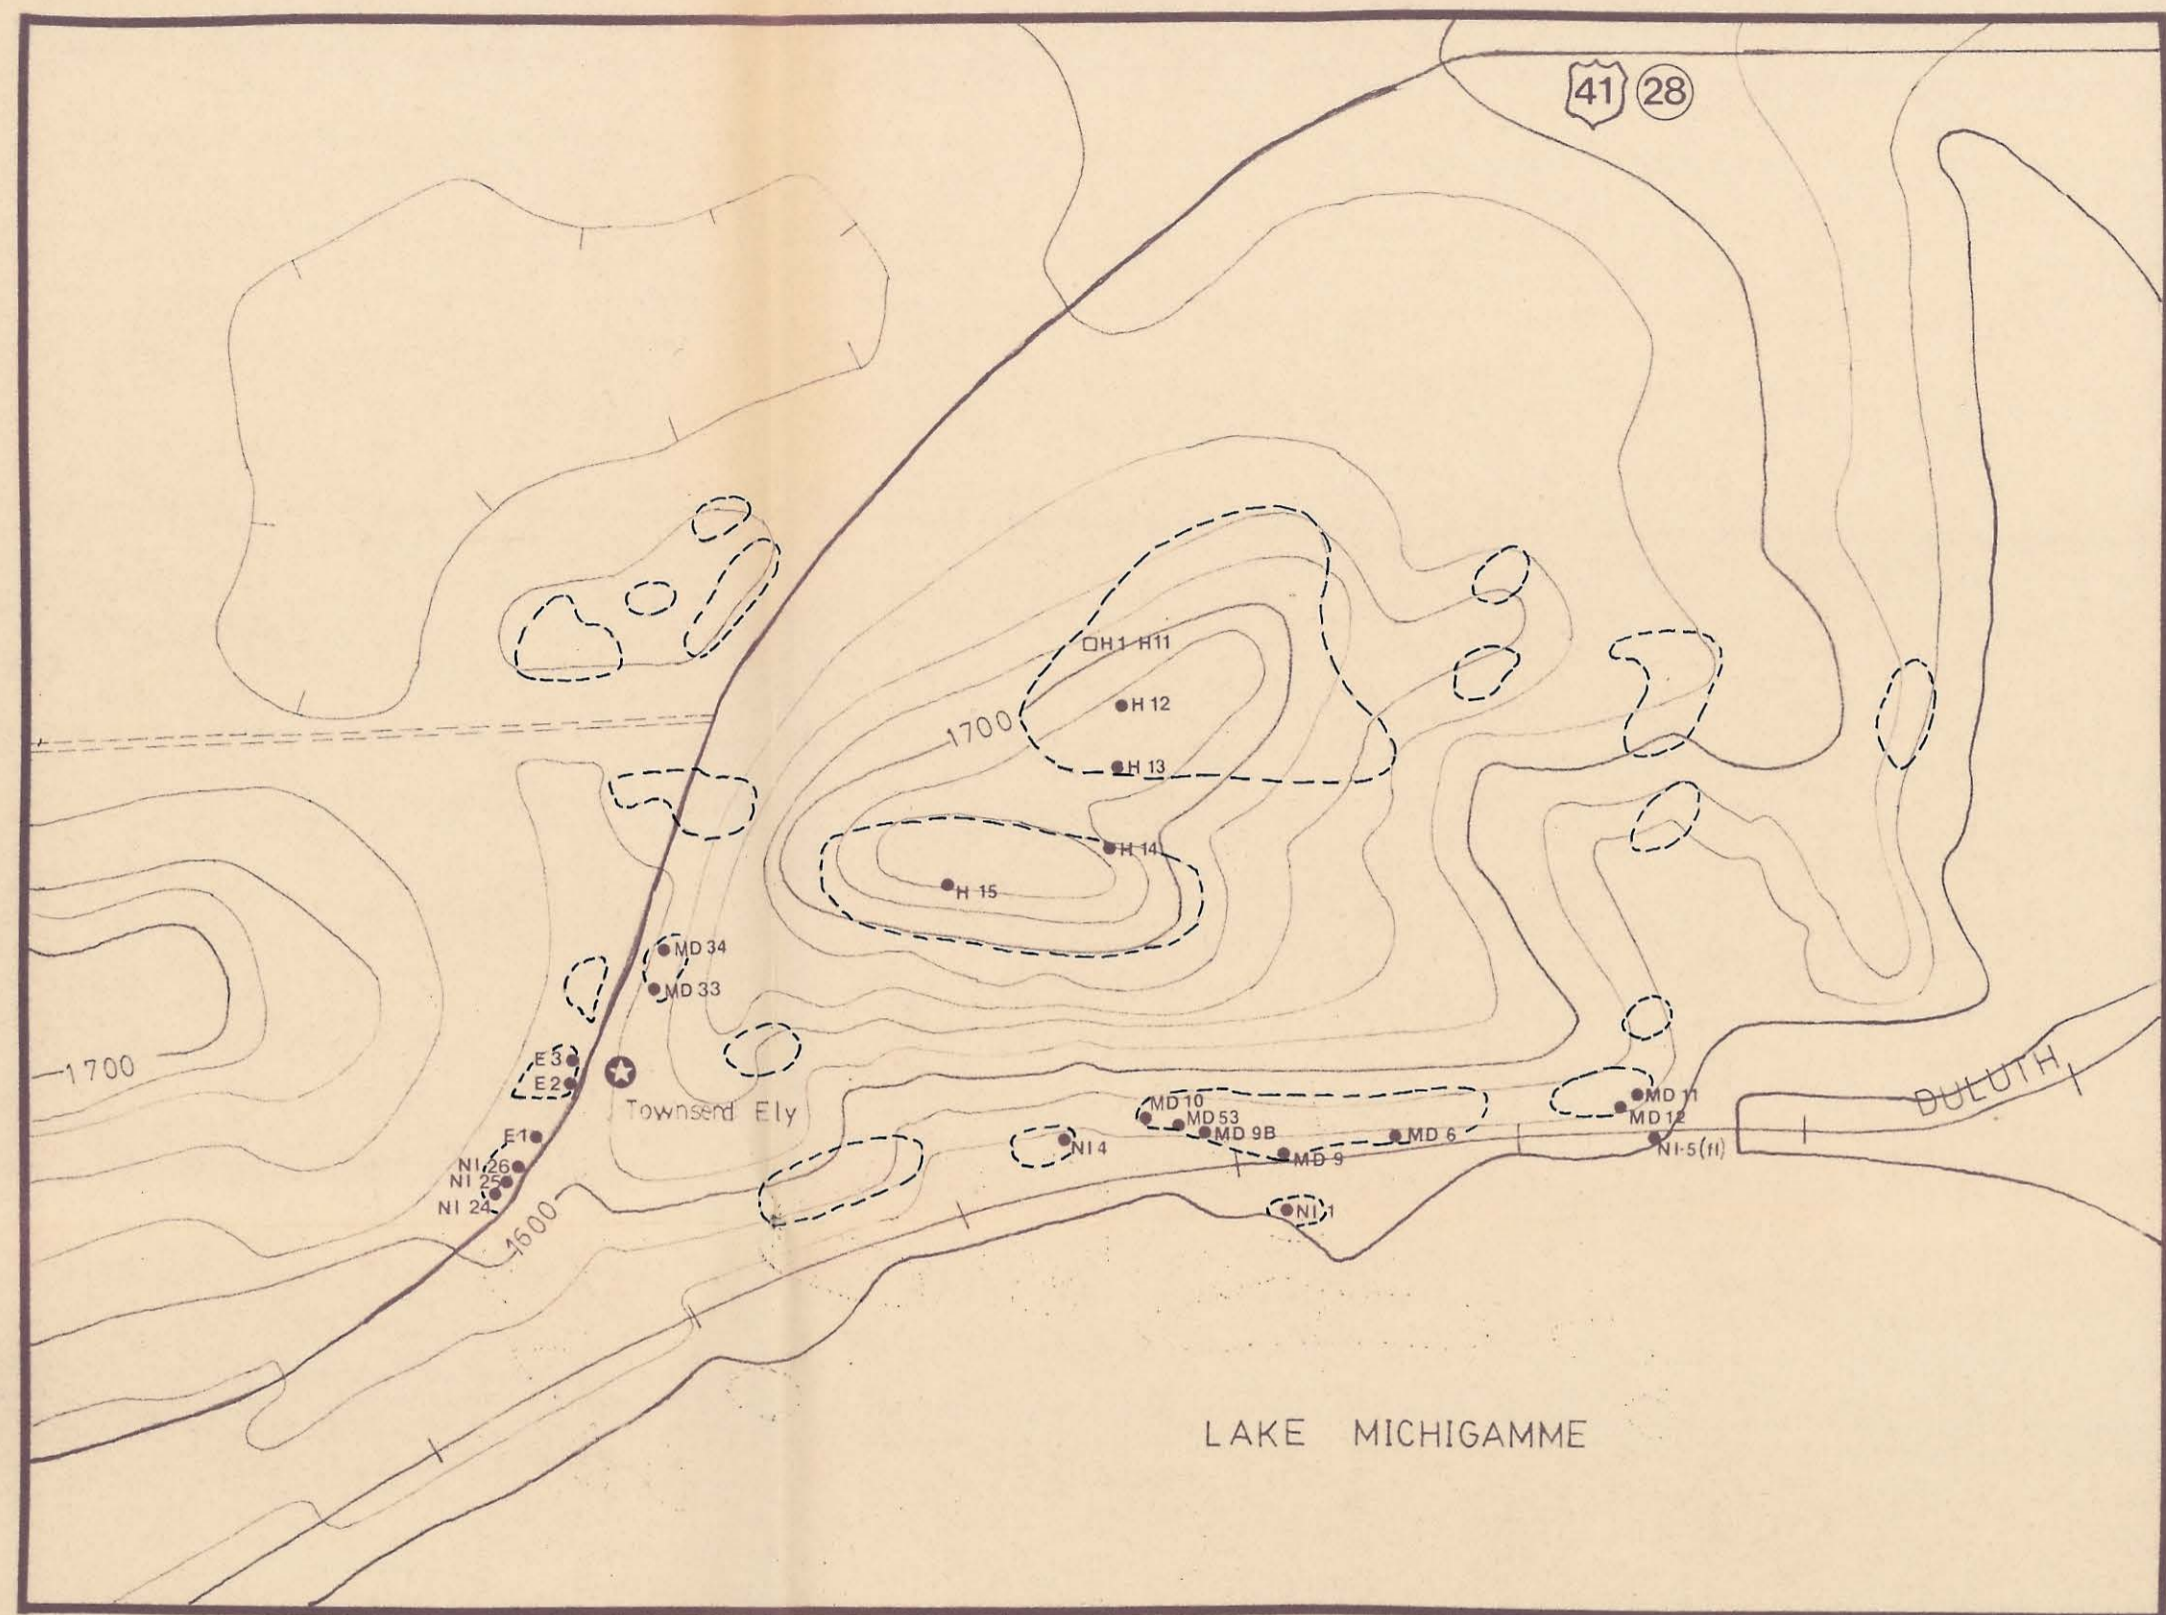 41 28
H1 H11
H 12
1700
H 13
H 14
H 15
MD 34
MD 33
E 3
1700
E 2
DULUTH
Townsend Ely
MD 10
MD 11
MD 53
MD 12
E 1
MD 9B
MD 6
NI 4
NI-5(fl)
NI 26
MD 9
NI 25
NI 24
NI 1
1600
LAKE MICHIGAMME